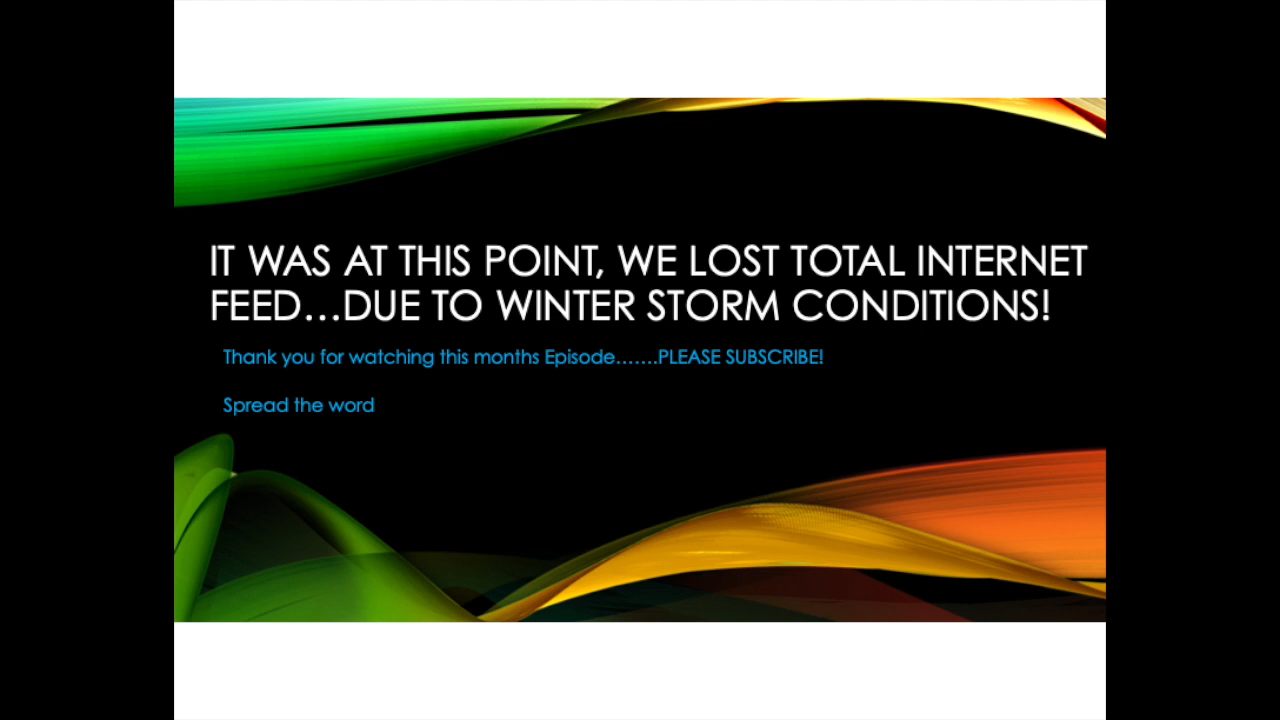 IT WAS AT THIS POINT, WE LOST TOTAL INTERNET
FEED…DUE TO WINTER STORM CONDITIONS!
Thank you for watching this months Episode…….PLEASE SUBSCRIBE!
Spread the word